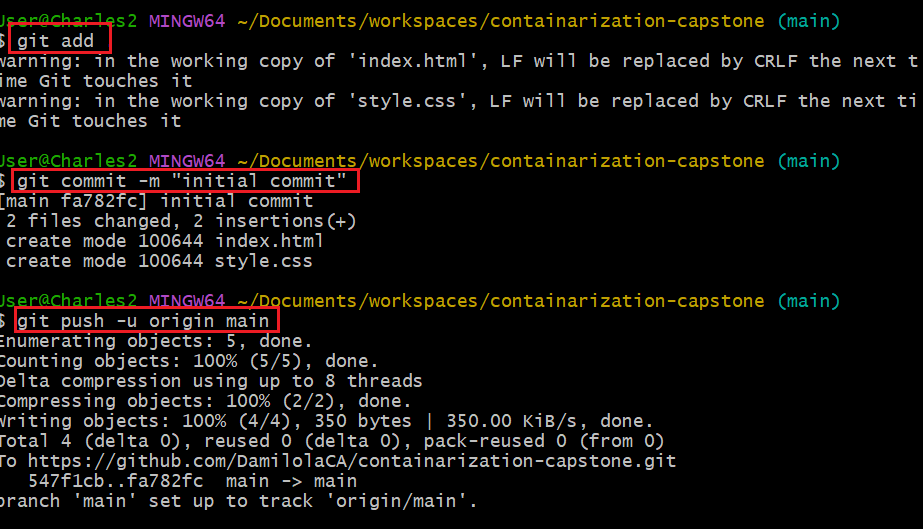 User@Charles2 MINGW64 ~/Documents/workspaces/containarization-capstone (main)
$ git add
warning: in the working copy of 'index.html', LF will be replaced by CRLF the next t
ime Git touches it
warning: in the working copy of 'style.css', LF will be replaced by CRLF the next ti
me Git touches it
User@Charles2 MINGW64 ~/Documents/workspaces/containarization-capstone (main)
$ git commit -m "initial commit"
[main fa782fc] initial commit
2 files changed, 2 insertions(+)
create mode 100644 index.html
create mode 100644 style.css
User@Charles2 MINGW64 ~/Documents/workspaces/containarization-capstone (main)
$ git push -u origin main
Enumerating objects: 5, done.
Counting objects: 100% (5/5), done.
Delta compression using up to 8 threads
Compressing objects: 100% (2/2), done.
Writing objects: 100% (4/4), 350 bytes | 350.00 KiB/s, done.
Total 4 (delta 0), reused 0 (delta 0), pack-reused 0 (from 0)
To https://github.com/DamilolaCA/containarization-capstone.git
547f1cb..fa782fc main -> main
branch 'main' set up to track 'origin/main'.